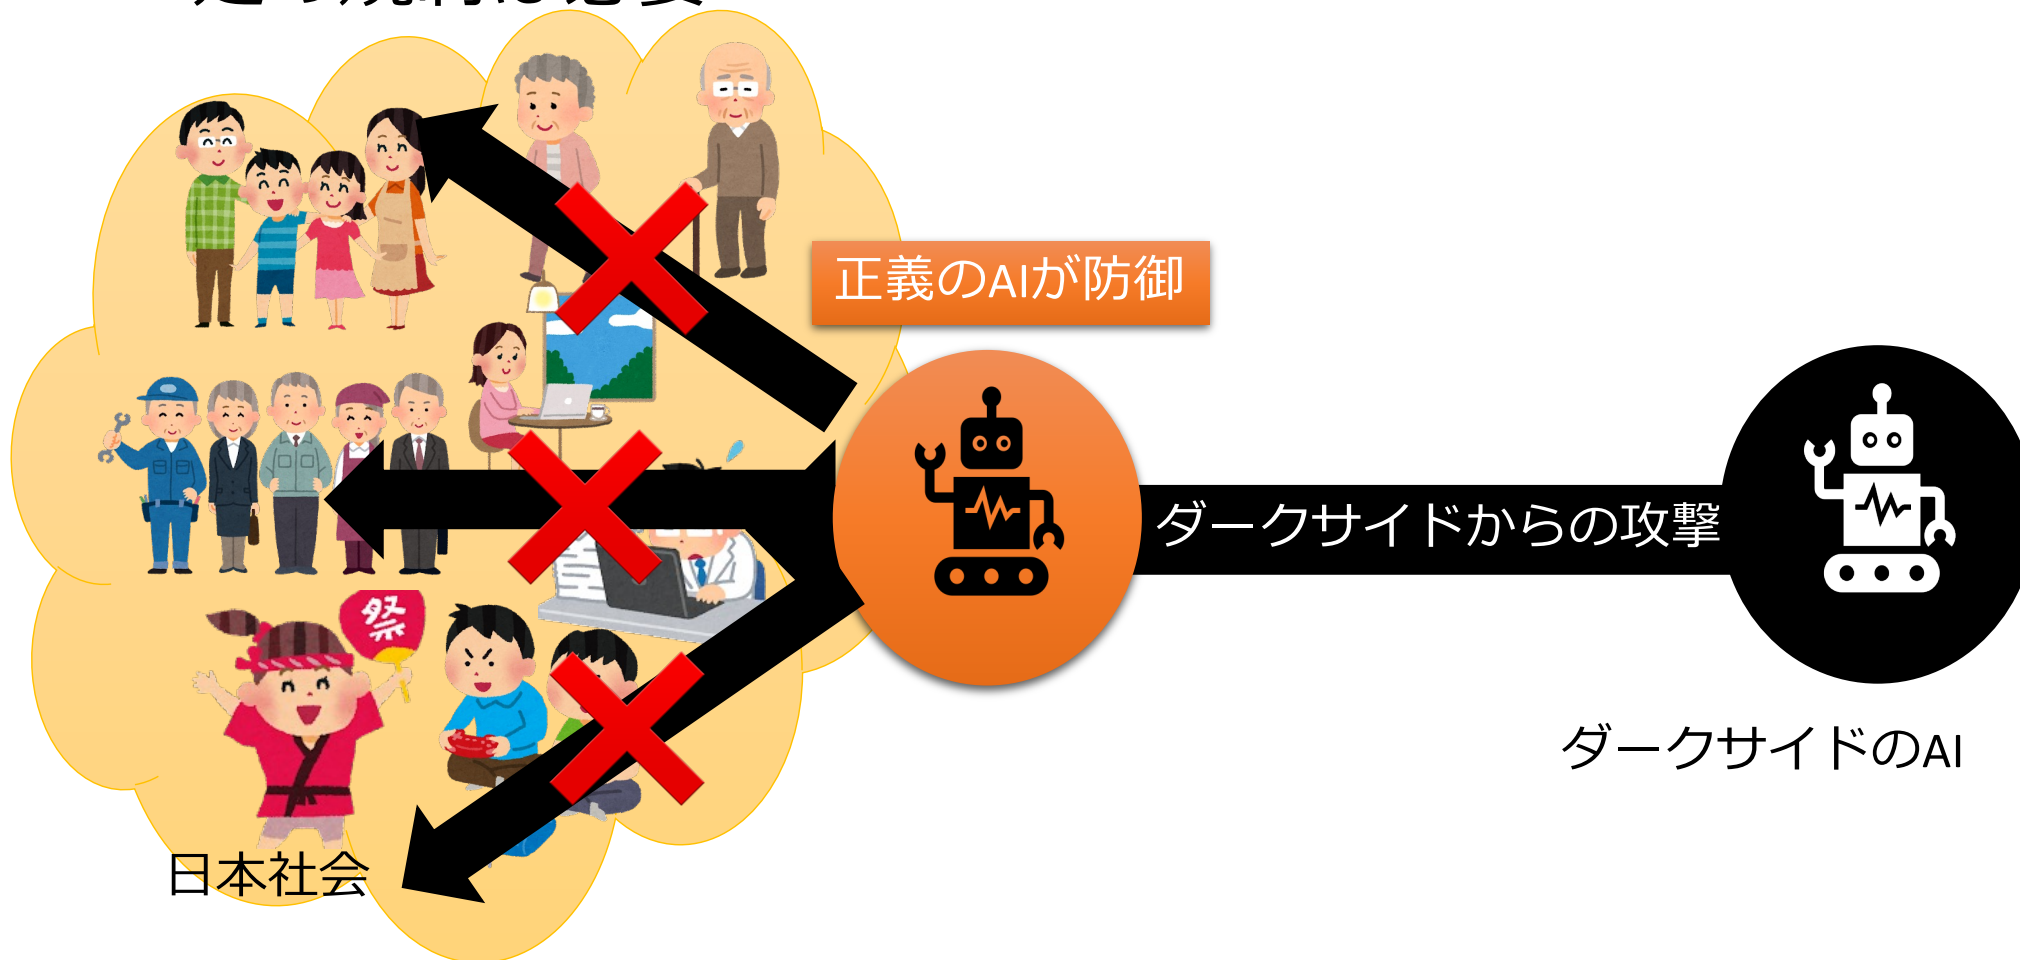 正義のAIが防御
ダークサイドからの攻撃
祭
ダークサイドのAI
日本社会